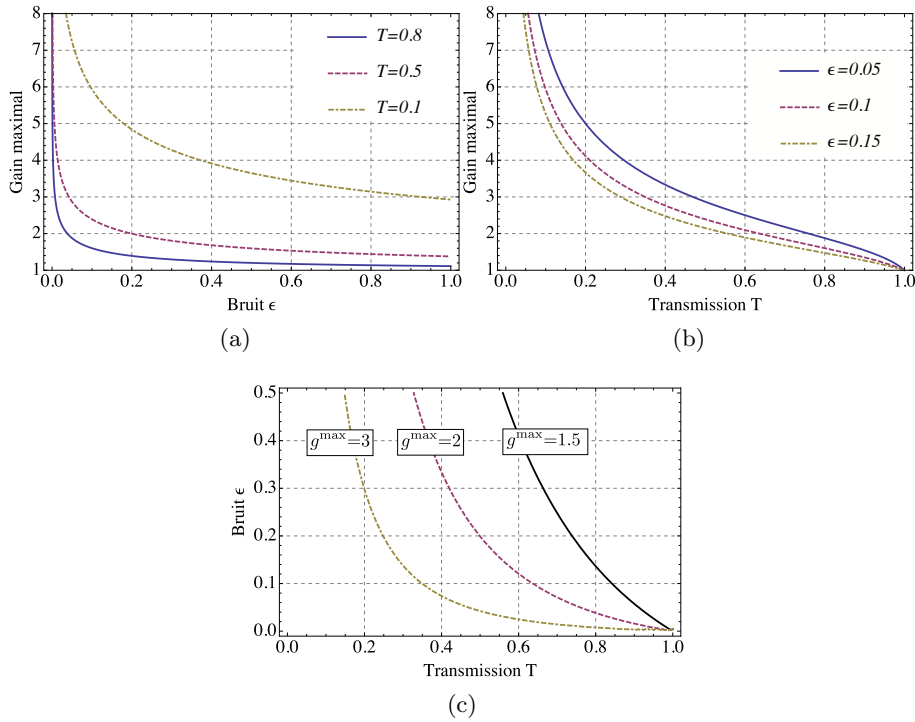 8
7
6
5
4
3
2
1
Gain maximal
T=0.8
T=0.5
T=0.1
0.0 0.2 0.4 0.6 0.8 1.0
Bruit ϵ
(a)
8
7
6
5
4
3
2
1
Gain maximal
ϵ=0.05
ϵ=0.1
ϵ=0.15
0.0 0.2 0.4 0.6 0.8 1.0
Transmission T
(b)
0.5
0.4
0.3
0.2
0.1
0.0
Bruit ϵ
g^max=3
g^max=2
g^max=1.5
0.0 0.2 0.4 0.6 0.8 1.0
Transmission T
(c)